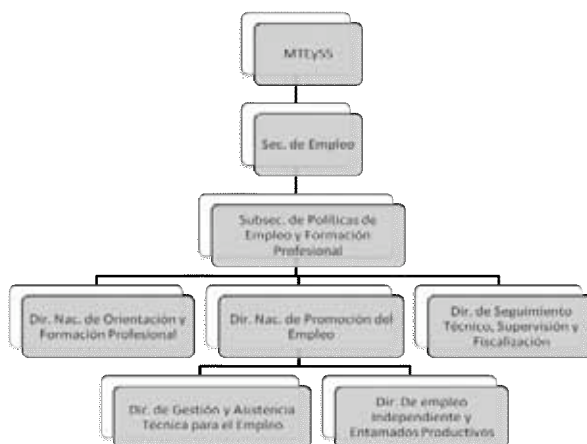 MTEySS
Sec. de Empleo
Subsec. de Políticas de
Empleo y Formación
Profesional
Dir. Nac. de Orientación y
Formación Profesional
Dir. Nac. de Promoción del
Empleo
Dir. de Seguimiento
Técnico, Supervisión y
Fiscalización
Dir. de Gestión y Asistencia
Técnica para el Empleo
Dir. De empleo
Independiente y
Entamados Productivos